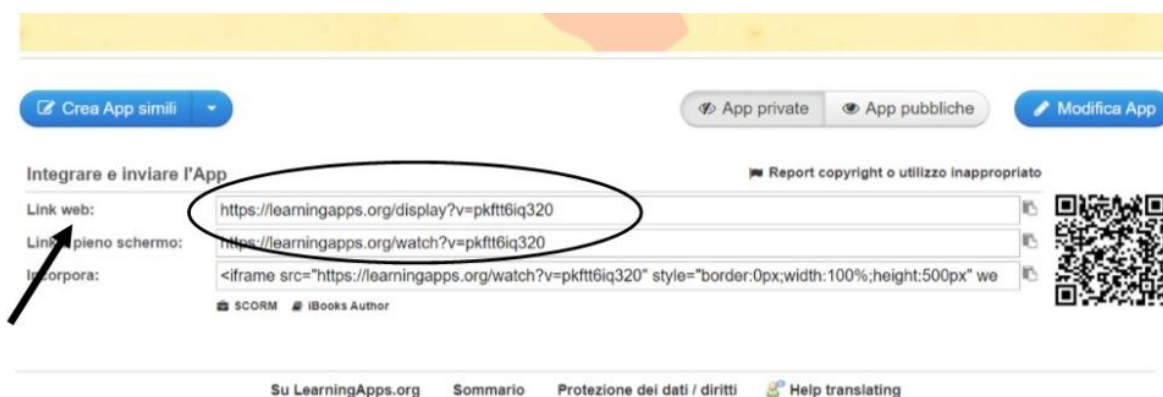 Crea App simili
App private App pubbliche
Modifica App
Integrare e inviare l'App
Report copyright o utilizzo inappropriato
Link web: https://learningapps.org/display?v=pkftt6iq320
Link pieno schermo: https://learningapps.org/watch?v=pkftt6iq320
Incorpora: <iframe src="https://learningapps.org/watch?v=pkftt6iq320" style="border:0px;width:100%;height:500px" we
SCORM iBooks Author
Su LearningApps.org Sommario Protezione dei dati / diritti Help translating